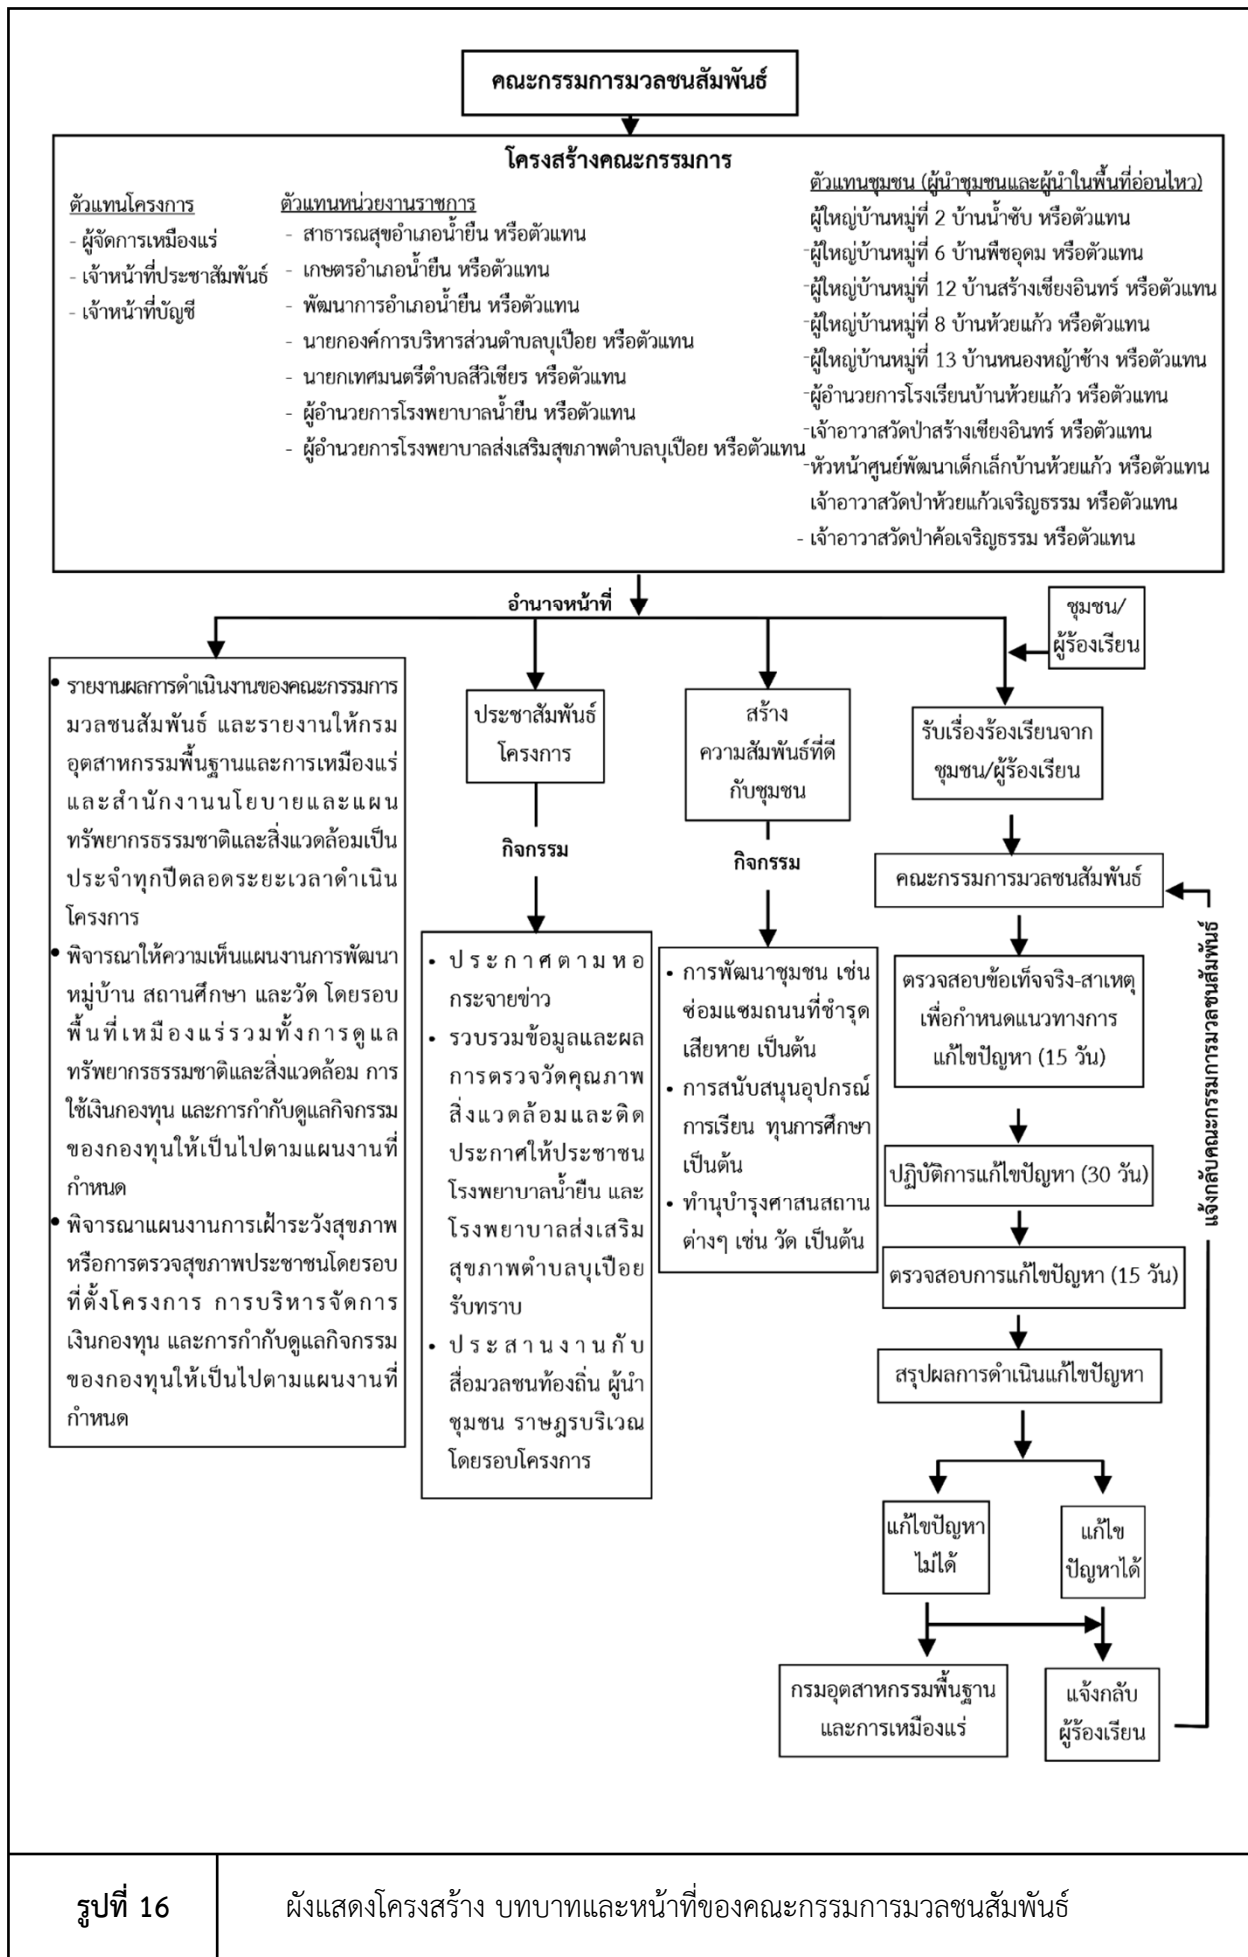 คณะกรรมการมวลชนสัมพันธ์
โครงสร้างคณะกรรมการ
ตัวแทนโครงการ
- ผู้จัดการเหมืองแร่
- เจ้าหน้าที่ประชาสัมพันธ์
- เจ้าหน้าที่บัญชี
ตัวแทนหน่วยงานราชการ
- สาธารณสุขอำเภอน้ำยืน หรือตัวแทน
- เกษตรอำเภอน้ำยืน หรือตัวแทน
- พัฒนาการอำเภอน้ำยืน หรือตัวแทน
- นายกองค์การบริหารส่วนตำบลบุเปือย หรือตัวแทน
- นายกเทศมนตรีตำบลสีวิเชียร หรือตัวแทน
- ผู้อำนวยการโรงพยาบาลน้ำยืน หรือตัวแทน
- ผู้อำนวยการโรงพยาบาลส่งเสริมสุขภาพตำบลบุเปือย หรือตัวแทน
ตัวแทนชุมชน (ผู้นำชุมชนและผู้นำในพื้นที่อ่อนไหว)
ผู้ใหญ่บ้านหมู่ที่ 2 บ้านน้ำซับ หรือตัวแทน
-ผู้ใหญ่บ้านหมู่ที่ 6 บ้านพืชอุดม หรือตัวแทน
-ผู้ใหญ่บ้านหมู่ที่ 12 บ้านสร้างเชียงอินทร์ หรือตัวแทน
-ผู้ใหญ่บ้านหมู่ที่ 8 บ้านห้วยแก้ว หรือตัวแทน
-ผู้ใหญ่บ้านหมู่ที่ 13 บ้านหนองหญ้าช้าง หรือตัวแทน
-ผู้อำนวยการโรงเรียนบ้านห้วยแก้ว หรือตัวแทน
-เจ้าอาวาสวัดป่าสร้างเชียงอินทร์ หรือตัวแทน
-หัวหน้าศูนย์พัฒนาเด็กเล็กบ้านห้วยแก้ว หรือตัวแทน
เจ้าอาวาสวัดป่าห้วยแก้วเจริญธรรม หรือตัวแทน
- เจ้าอาวาสวัดป่าค้อเจริญธรรม หรือตัวแทน
อำนาจหน้าที่
ชุมชน/
ผู้ร้องเรียน
• รายงานผลการดำเนินงานของคณะกรรมการ
มวลชนสัมพันธ์ และรายงานให้กรม
อุตสาหกรรมพื้นฐานและการเหมืองแร่
และสำนักงานนโยบายและแผน
ทรัพยากรธรรมชาติและสิ่งแวดล้อมเป็น
ประจำทุกปีตลอดระยะเวลาดำเนิน
โครงการ
• พิจารณาให้ความเห็นแผนงานการพัฒนา
หมู่บ้าน สถานศึกษา และวัด โดยรอบ
พื้นที่เหมืองแร่รวมทั้งการดูแล
ทรัพยากรธรรมชาติและสิ่งแวดล้อม การ
ใช้เงินกองทุน และการกำกับดูแลกิจกรรม
ของกองทุนให้เป็นไปตามแผนงานที่
กำหนด
• พิจารณาแผนงานการเฝ้าระวังสุขภาพ
หรือการตรวจสุขภาพประชาชนโดยรอบ
ที่ตั้งโครงการ การบริหารจัดการ
เงินกองทุน และการกำกับดูแลกิจกรรม
ของกองทุนให้เป็นไปตามแผนงานที่
กำหนด
ประชาสัมพันธ์
โครงการ
กิจกรรม
• ประกาศตามหอ
กระจายข่าว
• รวบรวมข้อมูลและผล
การตรวจวัดคุณภาพ
สิ่งแวดล้อมและติด
ประกาศให้ประชาชน
โรงพยาบาลน้ำยืน และ
โรงพยาบาลส่งเสริม
สุขภาพตำบลบุเปือย
รับทราบ
• ประสานงานกับ
สื่อมวลชนท้องถิ่น ผู้นำ
ชุมชน ราษฎรบริเวณ
โดยรอบโครงการ
สร้าง
ความสัมพันธ์ที่ดี
กับชุมชน
กิจกรรม
• การพัฒนาชุมชน เช่น
ซ่อมแซมถนนที่ชำรุด
เสียหาย เป็นต้น
• การสนับสนุนอุปกรณ์
การเรียน ทุนการศึกษา
เป็นต้น
• ทำนุบำรุงศาสนสถาน
ต่างๆ เช่น วัด เป็นต้น
รับเรื่องร้องเรียนจาก
ชุมชน/ผู้ร้องเรียน
คณะกรรมการมวลชนสัมพันธ์
ตรวจสอบข้อเท็จจริง-สาเหตุ
เพื่อกำหนดแนวทางการ
แก้ไขปัญหา (15 วัน)
ปฏิบัติการแก้ไขปัญหา (30 วัน)
ตรวจสอบการแก้ไขปัญหา (15 วัน)
สรุปผลการดำเนินแก้ไขปัญหา
แก้ไขปัญหา
ไม่ได้
แก้ไข
ปัญหาได้
กรมอุตสาหกรรมพื้นฐาน
และการเหมืองแร่
แจ้งกลับ
ผู้ร้องเรียน
แจ้งกลับคณะกรรมการมวลชนสัมพันธ์
รูปที่ 16
ผังแสดงโครงสร้าง บทบาทและหน้าที่ของคณะกรรมการมวลชนสัมพันธ์